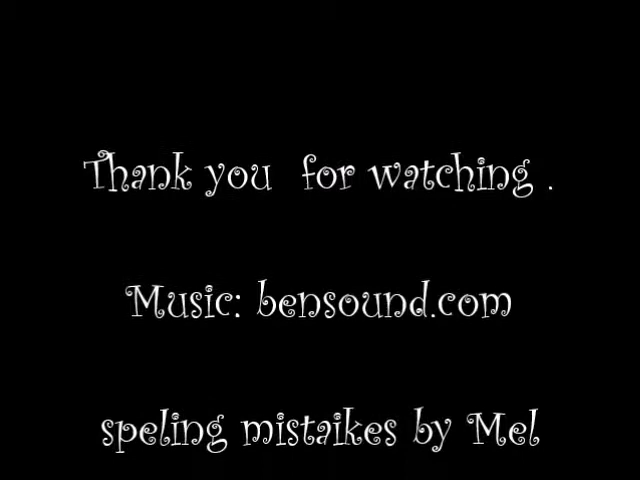 Thank you for watching .
Music: bensound.com
speling mistaikes by Mel